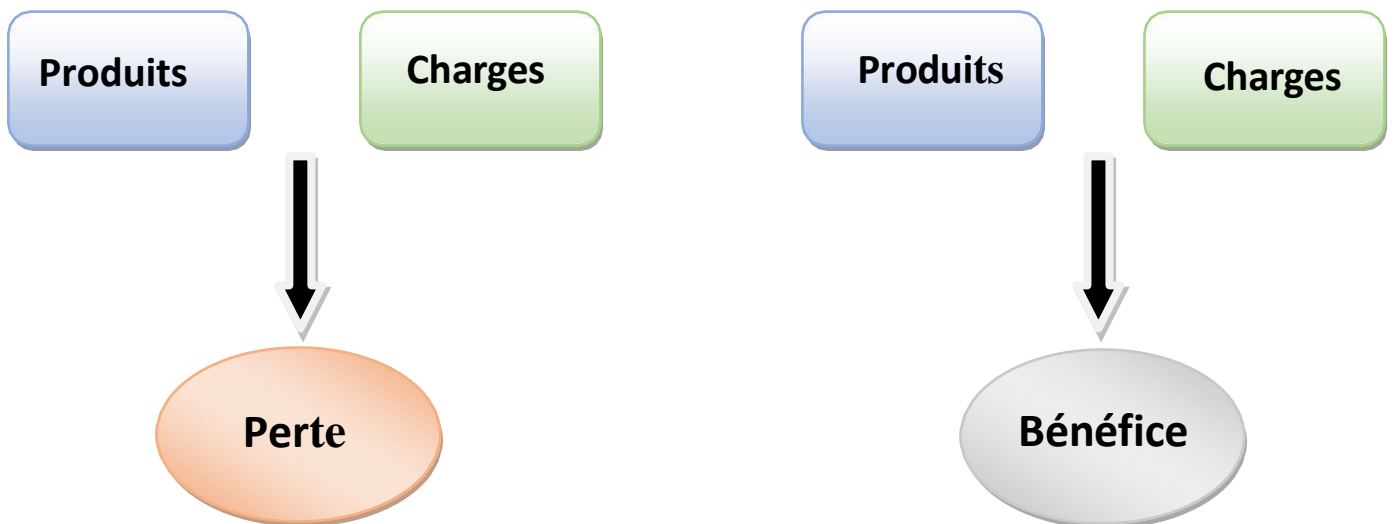 Produits
Charges
Produits
Charges
Perte
Bénéfice